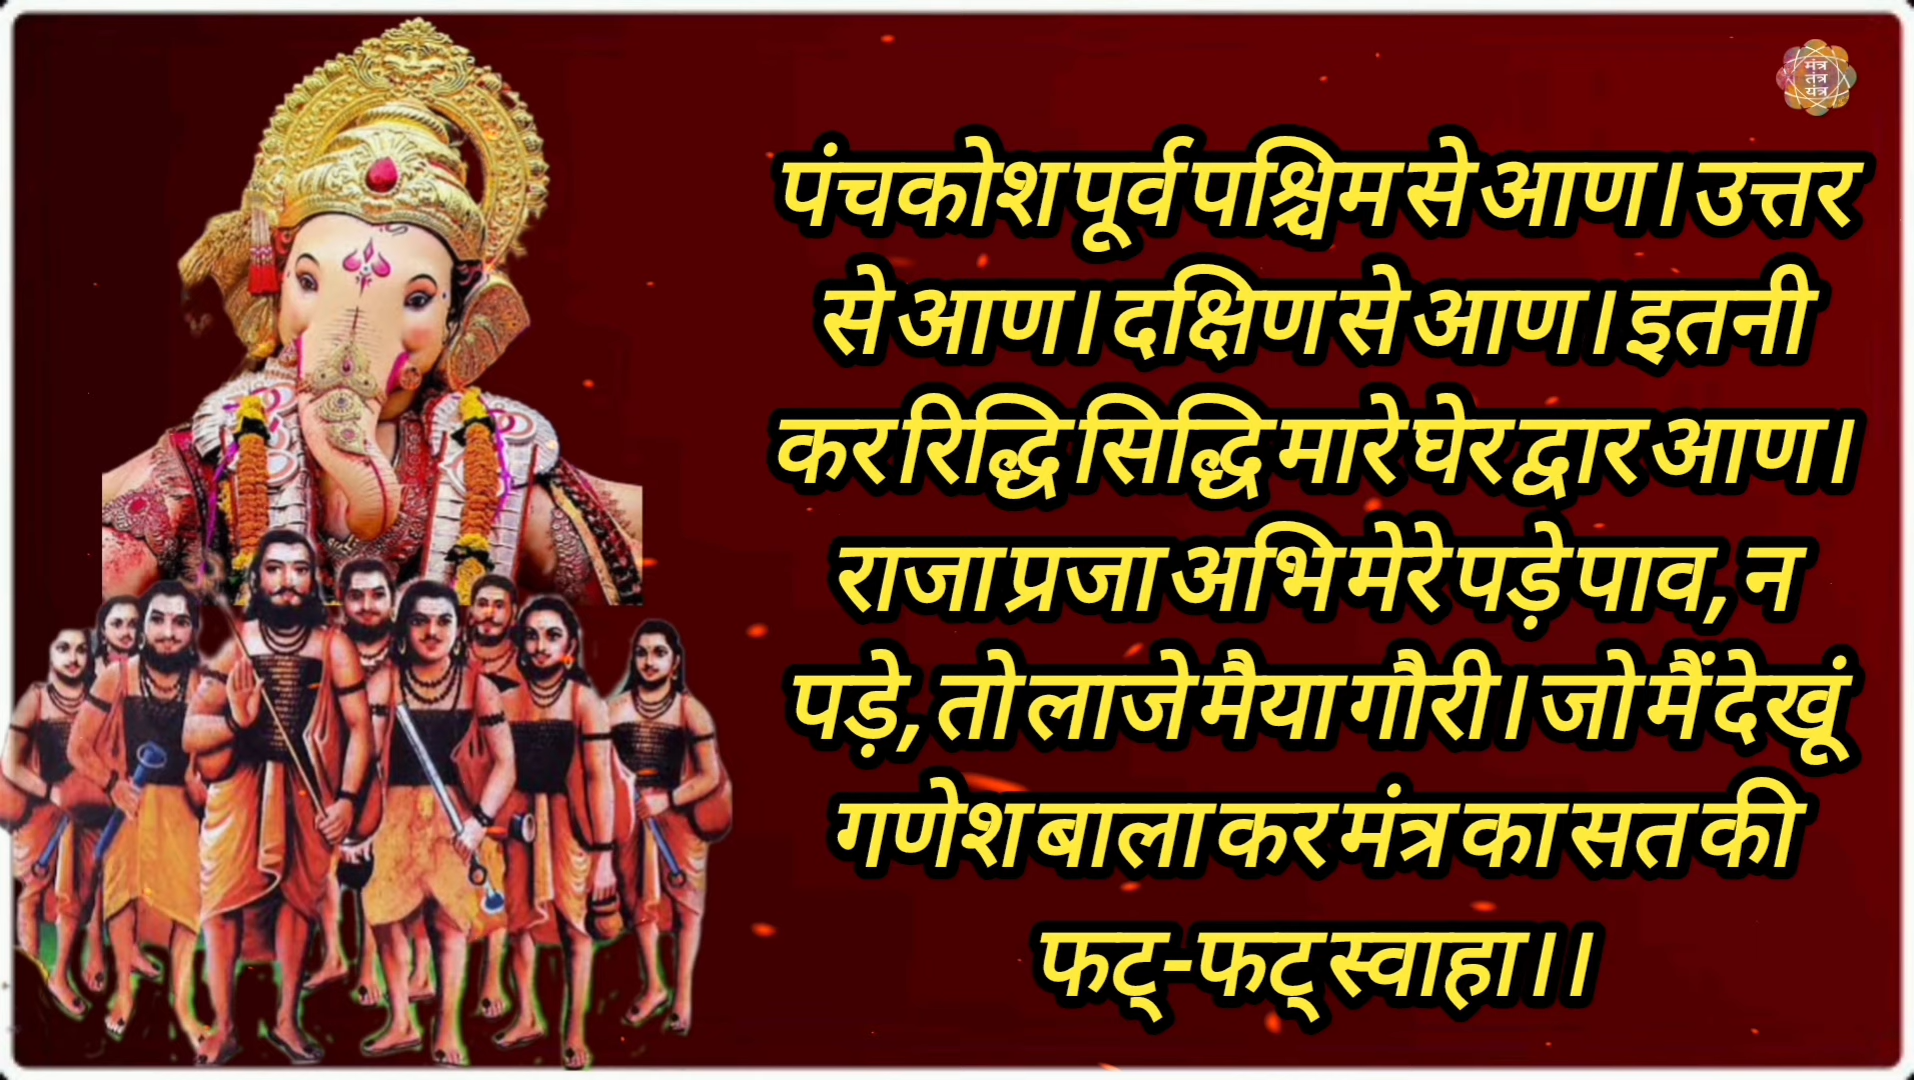 मंत्र
तंत्र
यंत्र
पंचकोश पूर्व पश्चिम से आण। उत्तर
से आण। दक्षिण से आण। इतनी
कर रिद्धि सिद्धि मारे घेर द्वार आण।
राजा प्रजा अभि मेरे पड़े पाव, न
पड़े, तो लाजे मैया गौरी। जो मैं देखूं
गणेश बाला कर मंत्र का सत की
फट्-फट् स्वाहा।।